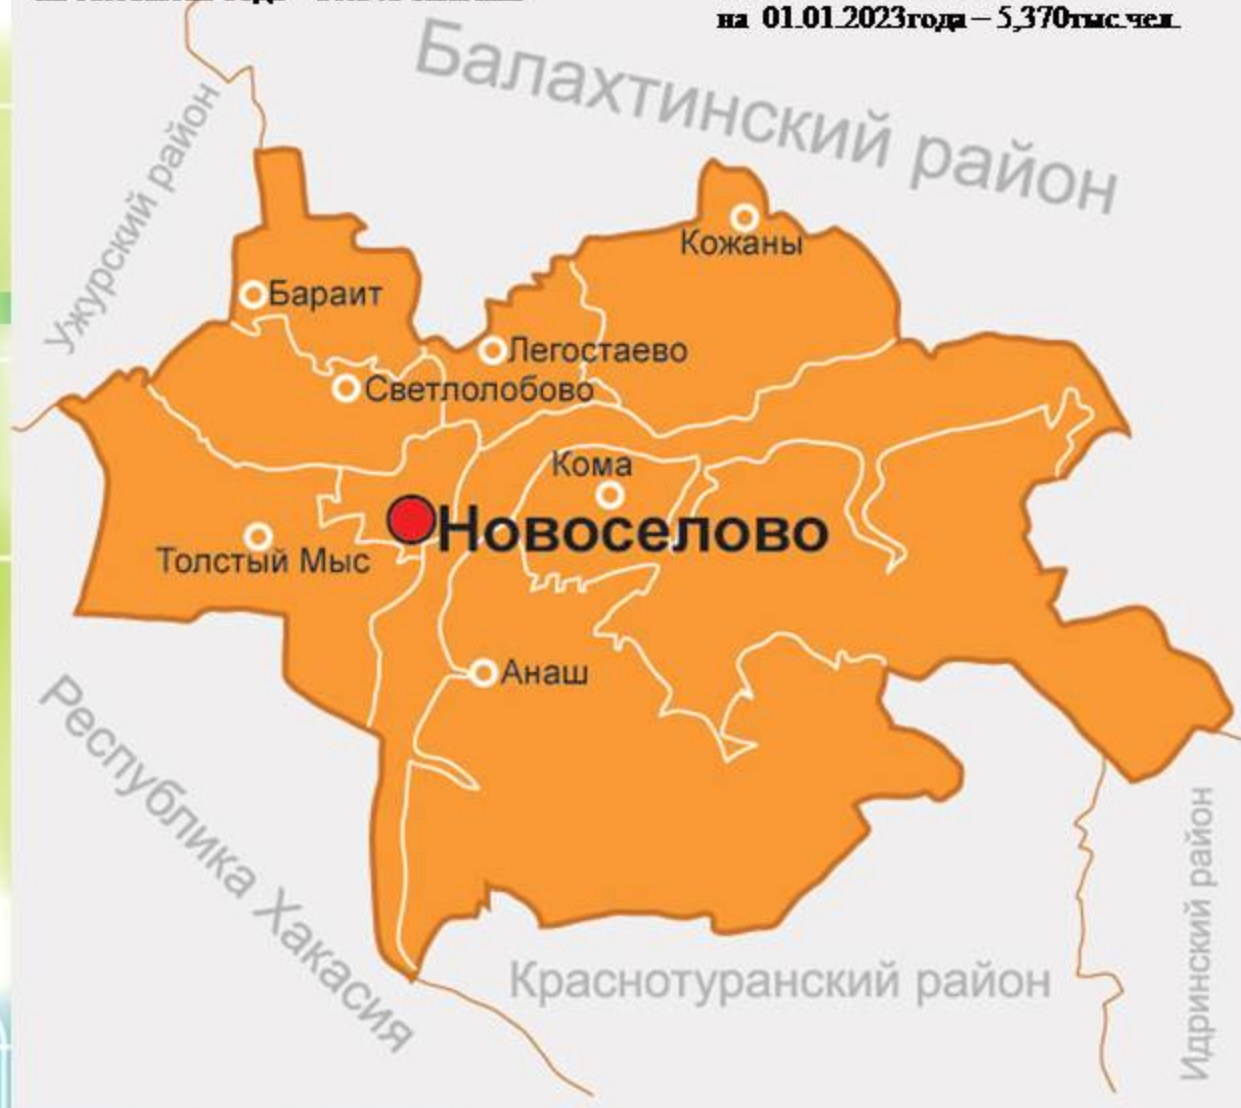 на 01.01.2023года – 5,370тыс.чел.
Балахтинский район
Ужурский район
Кожаны
Бараит
Легостаево
Светлолобово
Кома
Новоселово
Толстый Мыс
Анаш
Республика Хакасия
Краснотуранский район
Идринский район